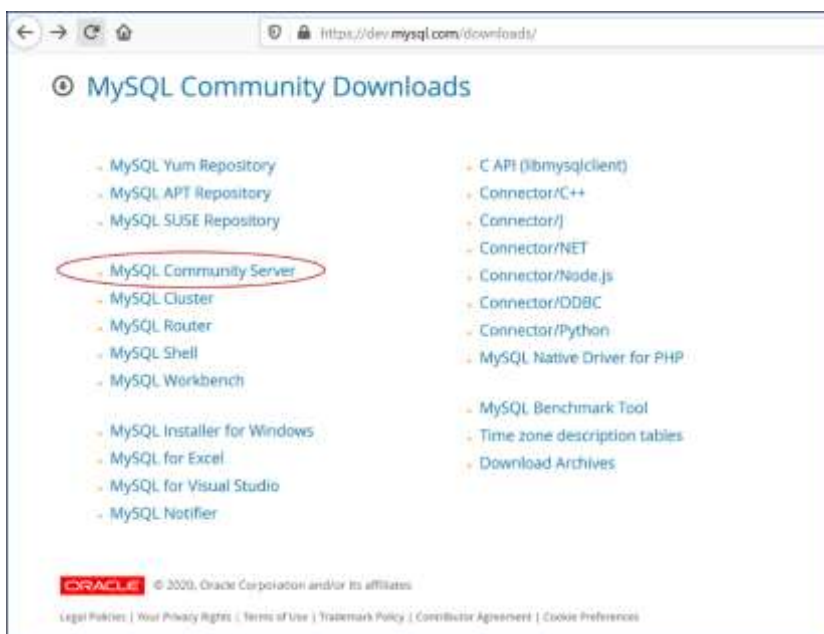 https://dev.mysql.com/downloads/
MySQL Community Downloads
MySQL Yum Repository
MySQL APT Repository
MySQL SUSE Repository
MySQL Community Server
MySQL Cluster
MySQL Router
MySQL Shell
MySQL Workbench
MySQL Installer for Windows
MySQL for Excel
MySQL for Visual Studio
MySQL Notifier
C API (libmysqlclient)
Connector/C++
Connector/J
Connector/NET
Connector/Node.js
Connector/ODBC
Connector/Python
MySQL Native Driver for PHP
MySQL Benchmark Tool
Time zone description tables
Download Archives
ORACLE © 2020, Oracle Corporation and/or its affiliates
Legal Policies | Your Privacy Rights | Terms of Use | Trademark Policy | Contributor Agreement | Cookie Preferences